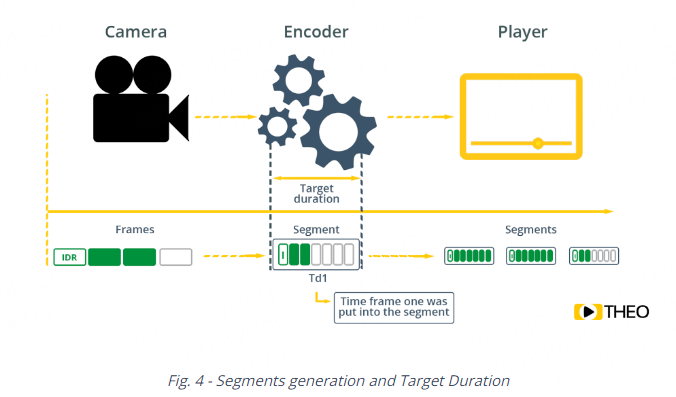 Camera
Encoder
Player
Target
duration
Frames
Segment
Segments
IDR
I
Td1
Time frame one was
put into the segment
THEO
Fig. 4 - Segments generation and Target Duration